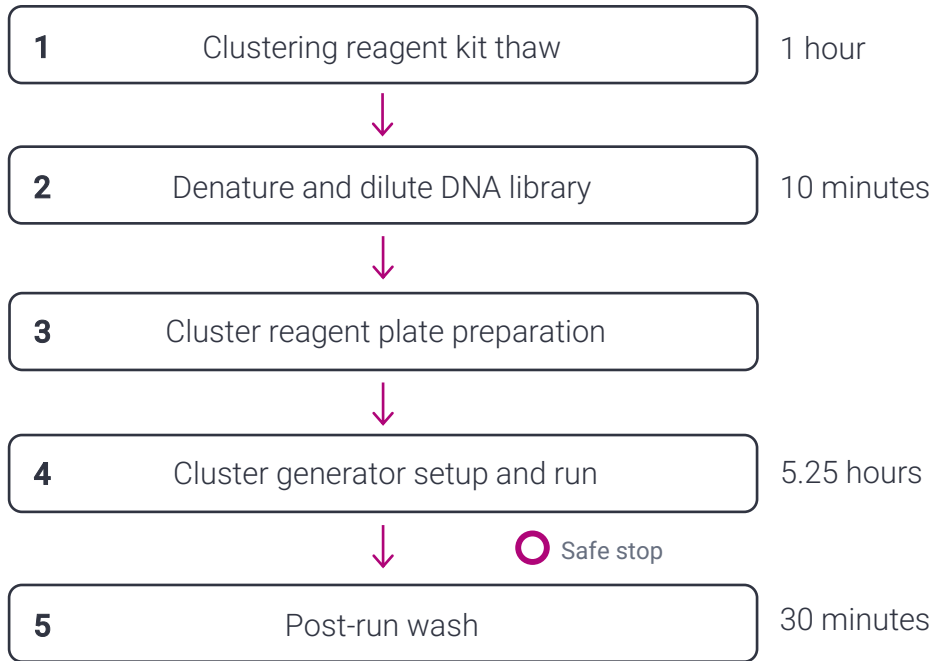 1 Clustering reagent kit thaw 1 hour
2 Denature and dilute DNA library 10 minutes
3 Cluster reagent plate preparation
4 Cluster generator setup and run 5.25 hours
Safe stop
5 Post-run wash 30 minutes